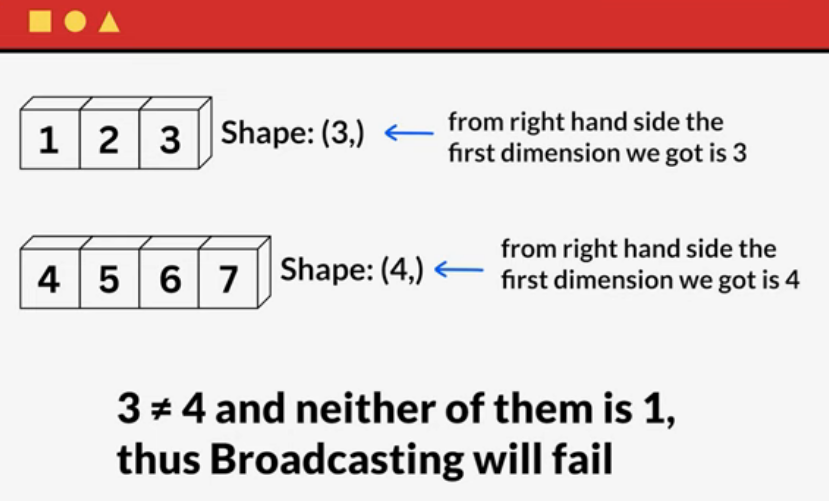 1 2 3 Shape: (3,) from right hand side the
first dimension we got is 3
4 5 6 7 Shape: (4,) from right hand side the
first dimension we got is 4
3 ≠ 4 and neither of them is 1,
thus Broadcasting will fail